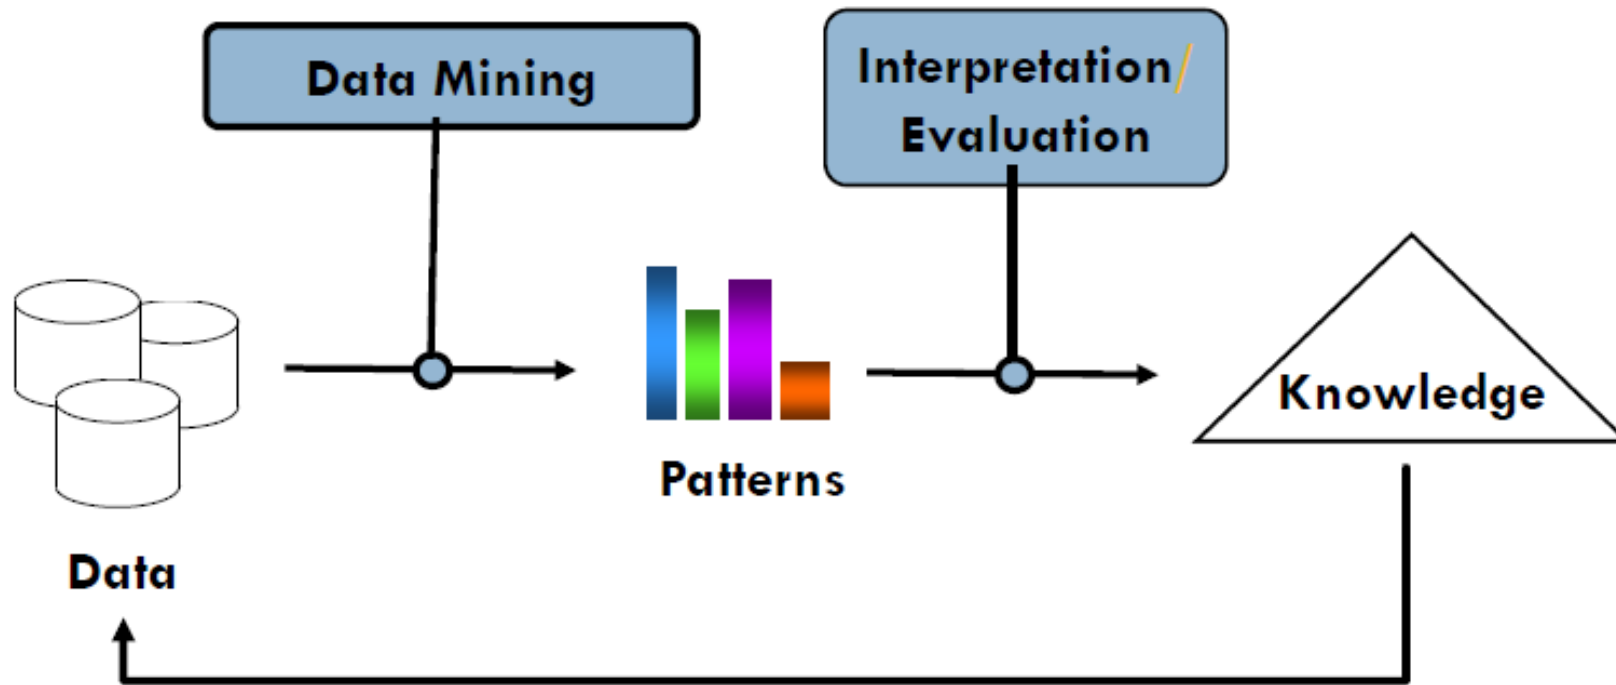 Data Mining
Interpretation/
Evaluation
Knowledge
Patterns
Data